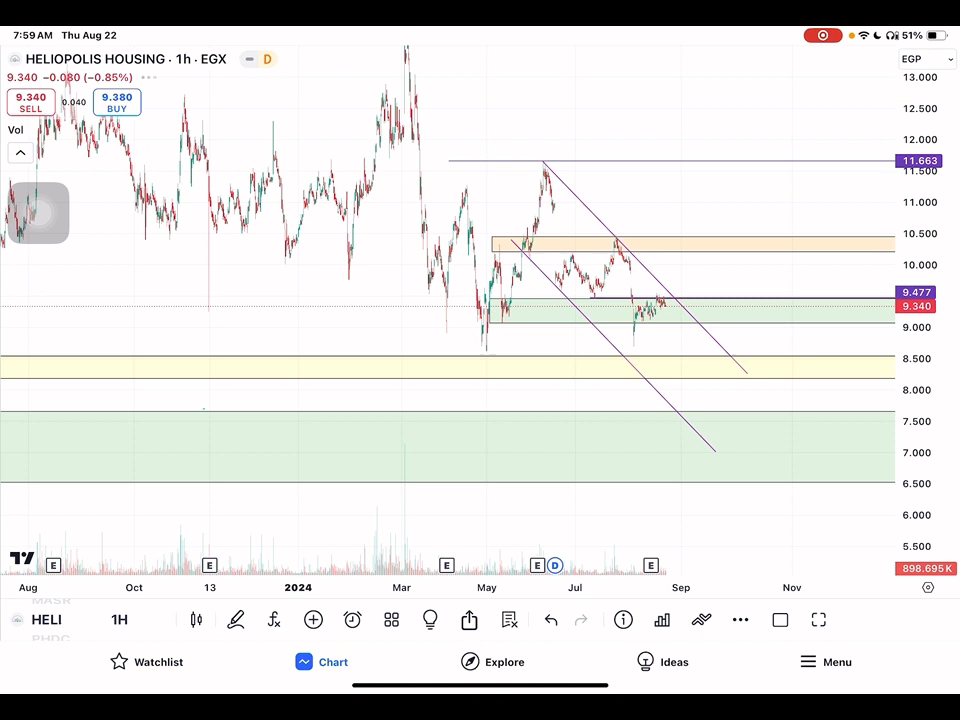 7:59 AM Thu Aug 22
51%
HELIOPOLIS HOUSING · 1h · EGX
D
EGP
9.340 −0.080 (−0.85%)
9.340
SELL
0.040
9.380
BUY
Vol
13.000
12.500
12.000
11.663
11.500
11.000
10.500
10.000
9.477
9.340
9.000
8.500
8.000
7.500
7.000
6.500
6.000
5.500
898.695K
E
E
E
E
D
E
Aug
Oct
13
2024
Mar
May
Jul
Sep
Nov
MASR
HELI
PHDC
1H
Watchlist
Chart
Explore
Ideas
Menu